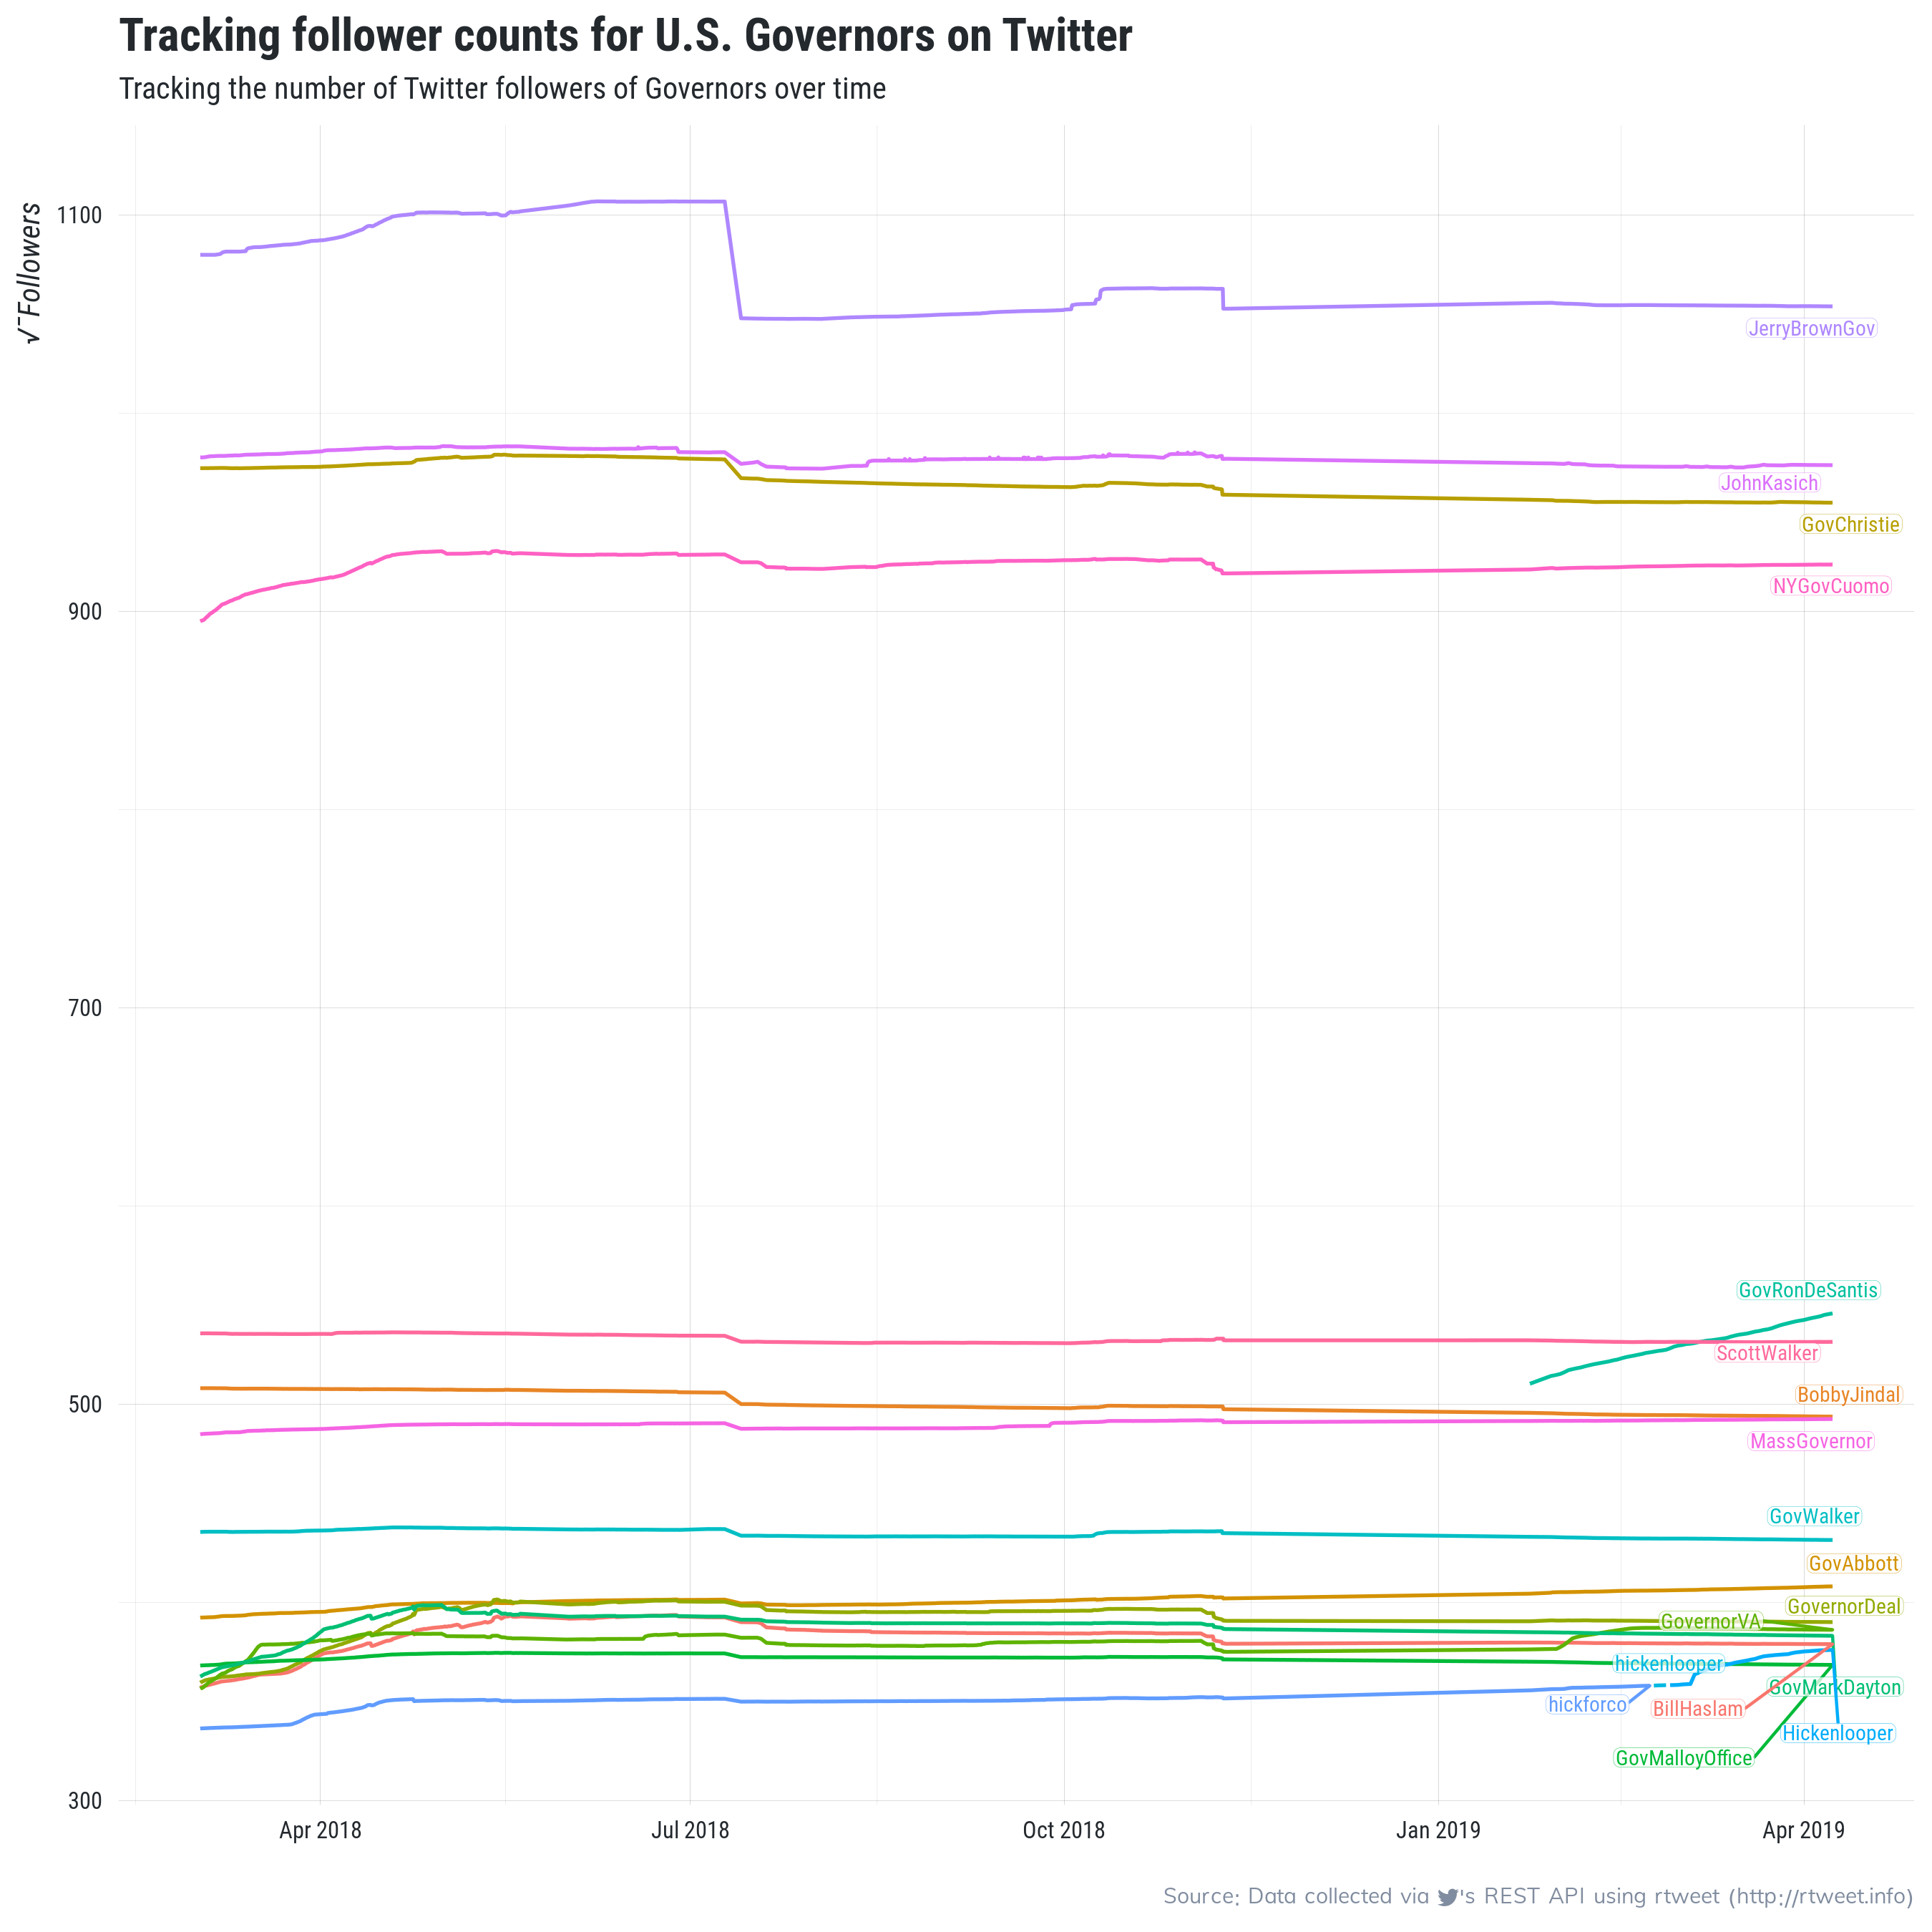 Tracking follower counts for U.S. Governors on Twitter
Tracking the number of Twitter followers of Governors over time
√¯Followers
1100
900
700
500
300
JerryBrownGov
JohnKasich
GovChristie
NYGovCuomo
GovRonDeSantis
ScottWalker
BobbyJindal
MassGovernor
GovWalker
GovAbbott
GovernorDeal
GovernorVA
hickenlooper
GovMarkDayton
hickforco
BillHaslam
Hickenlooper
GovMalloyOffice
Apr 2018
Jul 2018
Oct 2018
Jan 2019
Apr 2019
Source: Data collected via 's REST API using rtweet (http://rtweet.info)